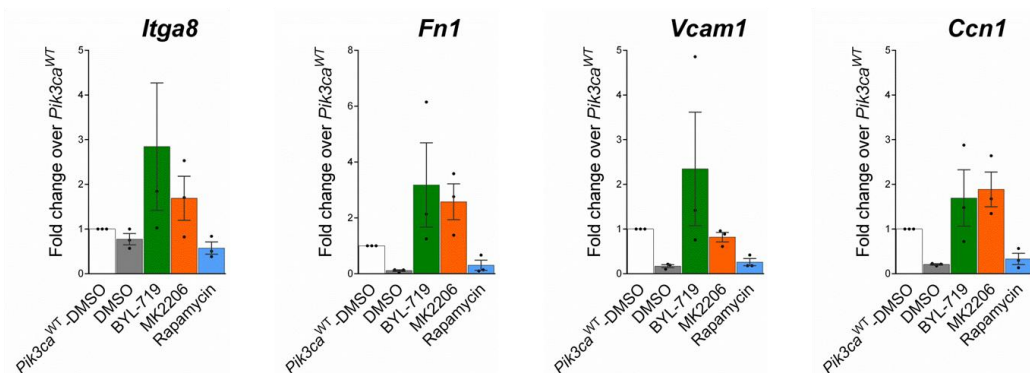 Itga8
Fold change over Pik3caWT
5
4
3
2
1
0
Pik3caWT-DMSO
DMSO
BYL-719
MK2206
Rapamycin
Fn1
Fold change over Pik3caWT
8
6
4
2
0
Pik3caWT-DMSO
DMSO
BYL-719
MK2206
Rapamycin
Vcam1
Fold change over Pik3caWT
5
4
3
2
1
0
Pik3caWT-DMSO
DMSO
BYL-719
MK2206
Rapamycin
Ccn1
Fold change over Pik3caWT
5
4
3
2
1
0
Pik3caWT-DMSO
DMSO
BYL-719
MK2206
Rapamycin